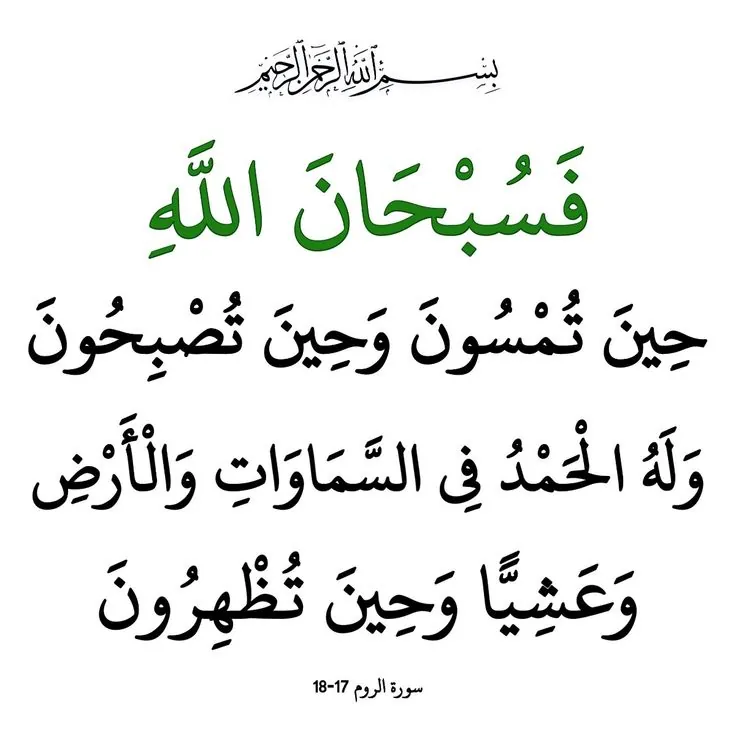 بِسْمِ اللَّهِ الرَّحْمَٰنِ الرَّحِيمِ
فَسُبْحَانَ اللَّهِ
حِينَ تُمْسُونَ وَحِينَ تُصْبِحُونَ
وَلَهُ الْحَمْدُ فِي السَّمَاوَاتِ وَالْأَرْضِ
وَعَشِيًّا وَحِينَ تُظْهِرُونَ
سورة الروم 17-18